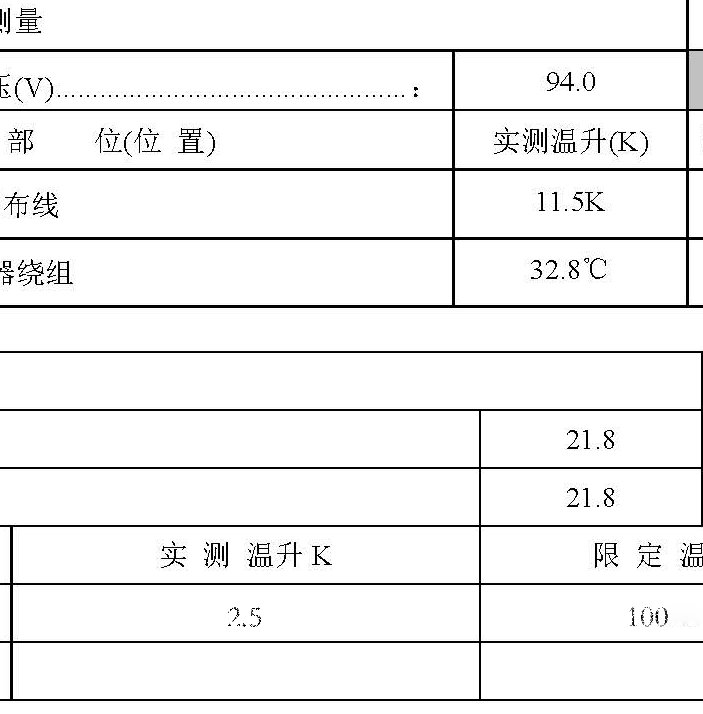 测量
压(V)................................................:
部 位(位 置)
94.0
实测温升(K)
布线
11.5K
器绕组
32.8℃
21.8
21.8
实 测 温升 K
限 定 温
2.5
100